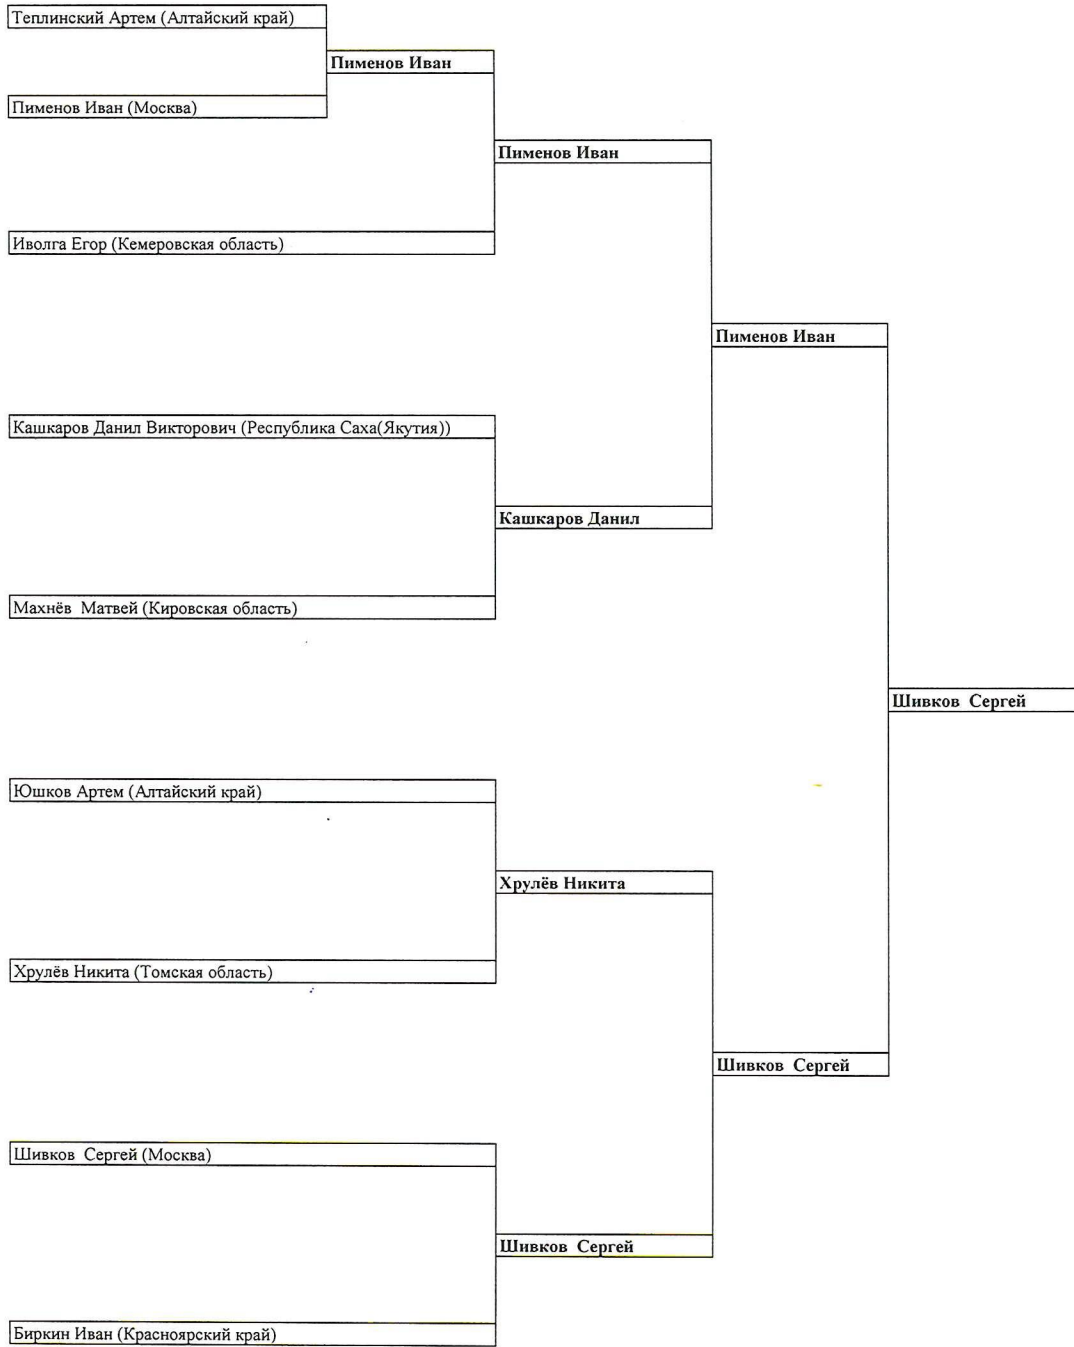 Теплинский Артем (Алтайский край)
Пименов Иван
Пименов Иван (Москва)
Пименов Иван
Иволга Егор (Кемеровская область)
Пименов Иван
Кашкаров Данил Викторович (Республика Саха(Якутия))
Кашкаров Данил
Махнёв Матвей (Кировская область)
Шивков Сергей
Юшков Артем (Алтайский край)
Хрулёв Никита
Хрулёв Никита (Томская область)
Шивков Сергей
Шивков Сергей (Москва)
Шивков Сергей
Биркин Иван (Красноярский край)